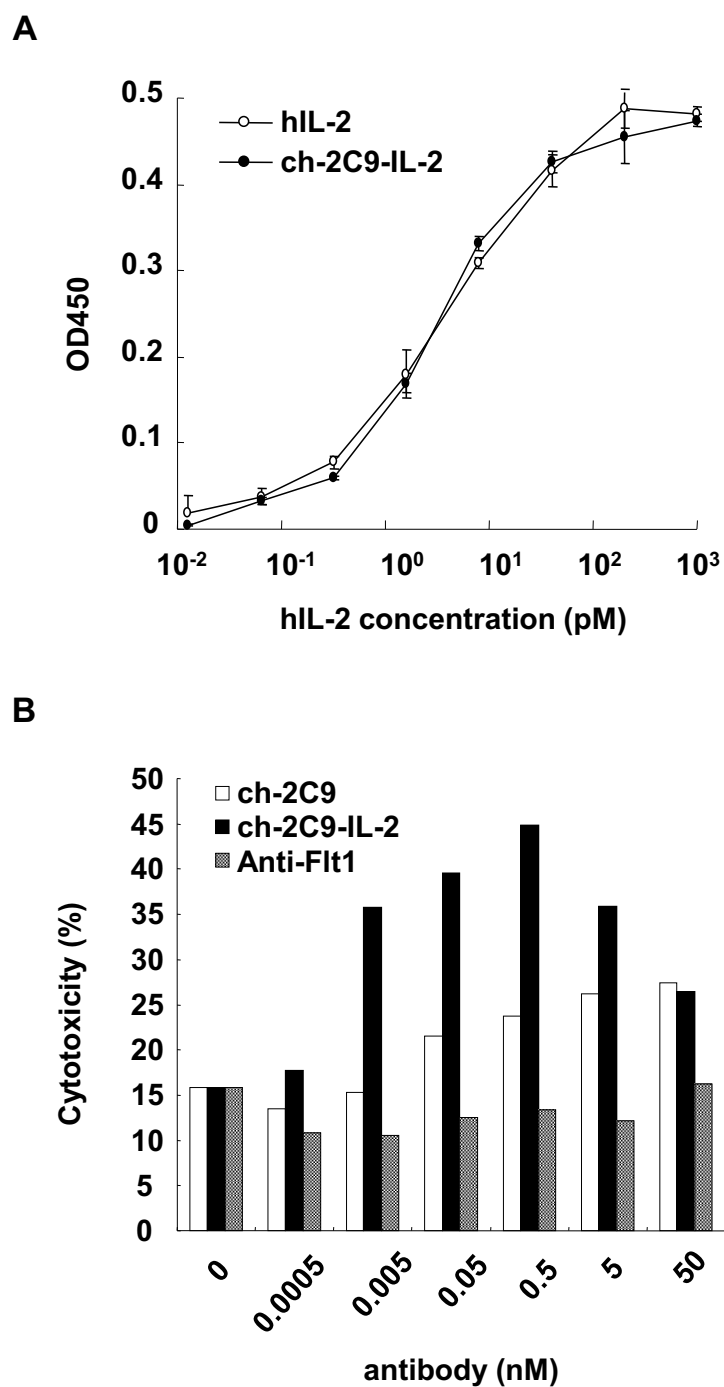 A
0.5
0.4
0.3
0.2
0.1
0
OD450
hIL-2
ch-2C9-IL-2
10⁻² 10⁻¹ 10⁰ 10¹ 10² 10³
hIL-2 concentration (pM)
B
50
45
40
35
30
25
20
15
10
5
0
Cytotoxicity (%)
ch-2C9
ch-2C9-IL-2
Anti-Flt1
0 0.0005 0.005 0.05 0.5 5 50
antibody (nM)